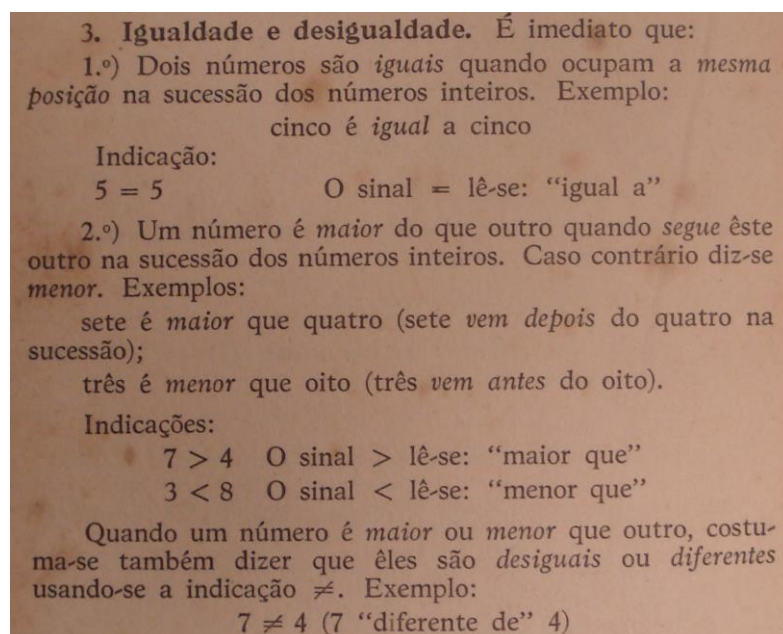 3. Igualdade e desigualdade. É imediato que:
1.º) Dois números são iguais quando ocupam a mesma
posição na sucessão dos números inteiros. Exemplo:
cinco é igual a cinco
Indicação:
5 = 5 O sinal = lê-se: “igual a”
2.º) Um número é maior do que outro quando segue êste
outro na sucessão dos números inteiros. Caso contrário diz-se
menor. Exemplos:
sete é maior que quatro (sete vem depois do quatro na
sucessão);
três é menor que oito (três vem antes do oito).
Indicações:
7 > 4 O sinal > lê-se: “maior que”
3 < 8 O sinal < lê-se: “menor que”
Quando um número é maior ou menor que outro, costu-
ma-se também dizer que êles são desiguais ou diferentes
usando-se a indicação ≠. Exemplo:
7 ≠ 4 (7 “diferente de” 4)